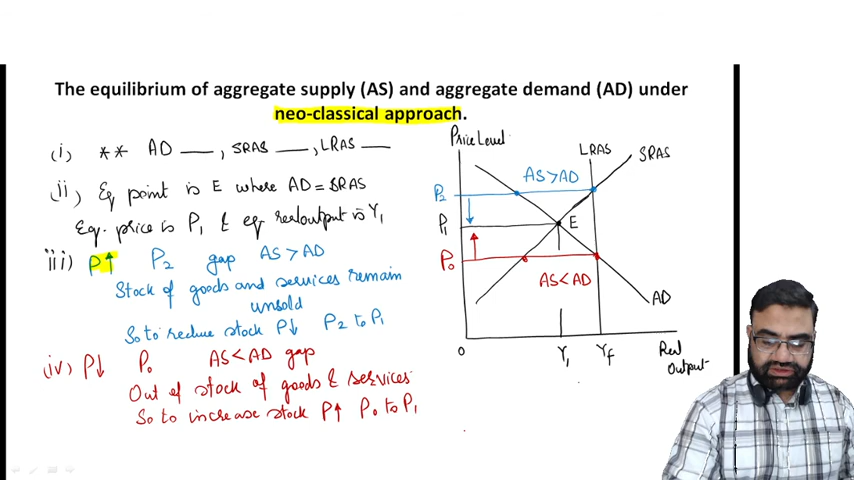 The equilibrium of aggregate supply (AS) and aggregate demand (AD) under
neo-classical approach.
(i) ** AD ___, SRAS ___, LRAS ___
(ii) Eq point is E where AD = SRAS
Eq. price is P₁ & eq real output is Y₁
iii) P↑ P₂ gap AS > AD
Stock of goods and services remain
unsold
So to reduce stock P↓ P₂ to P₁
(iv) P↓ P₀ AS < AD gap
Out of stock of goods & services
So to increase stock P↑ P₀ to P₁
Price Level
LRAS
SRAS
AS > AD
P₂
P₁
E
P₀
AS < AD
AD
0
Y₁
Yf
Real
Output